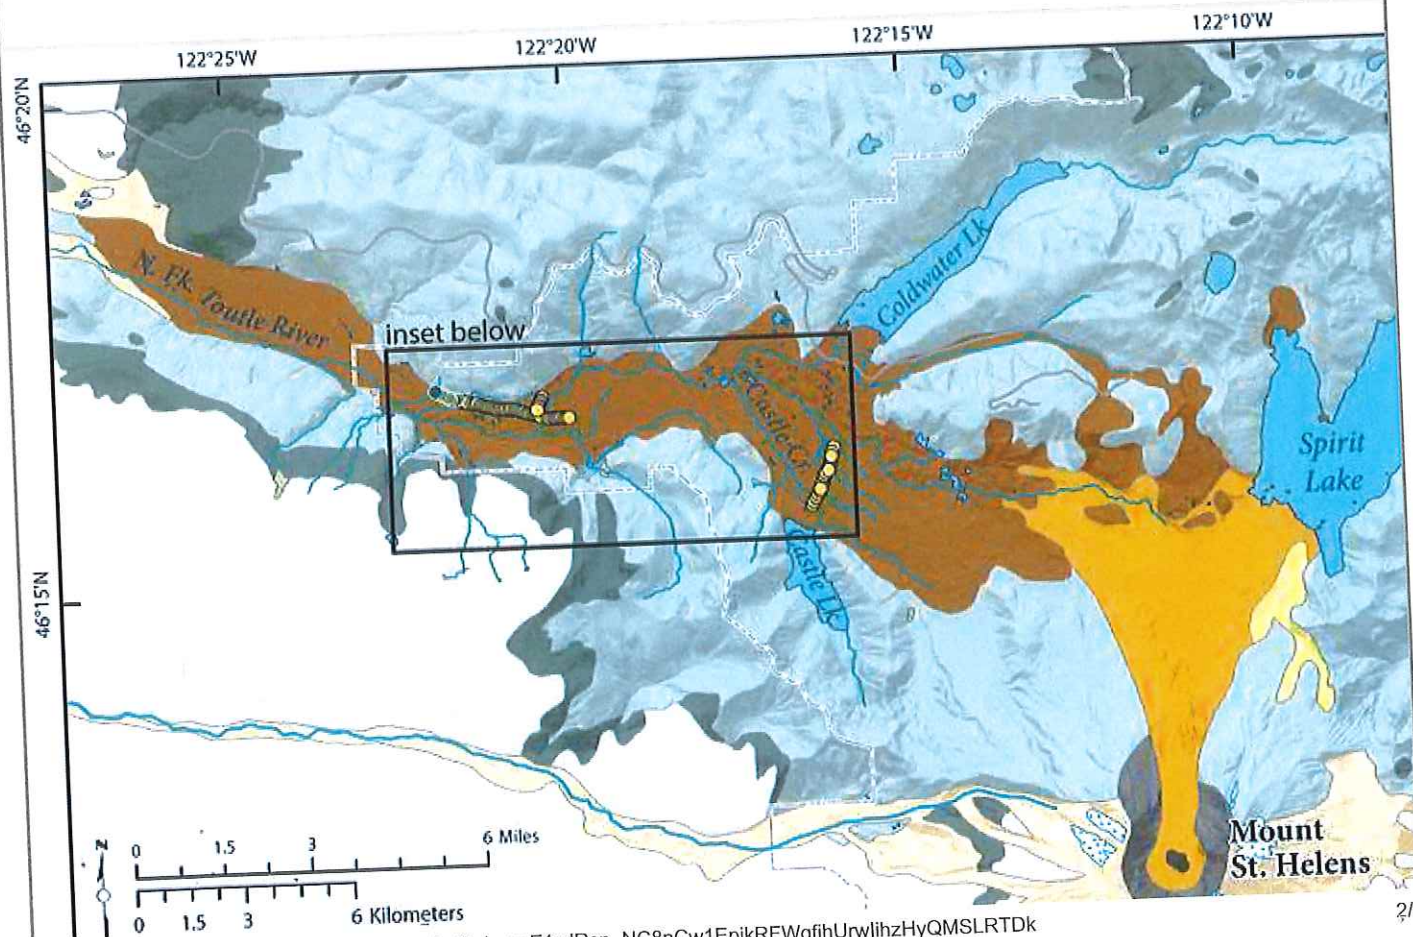 122°25'W
122°20'W
122°15'W
122°10'W
46°20'N
N. Fk. Toutle River
Coldwater Lk
inset below
Castle Cr.
Spirit
Lake
Castle Lk
46°15'N
N
0 1.5 3 6 Miles
0 1.5 3 6 Kilometers
Mount
St. Helens
2/